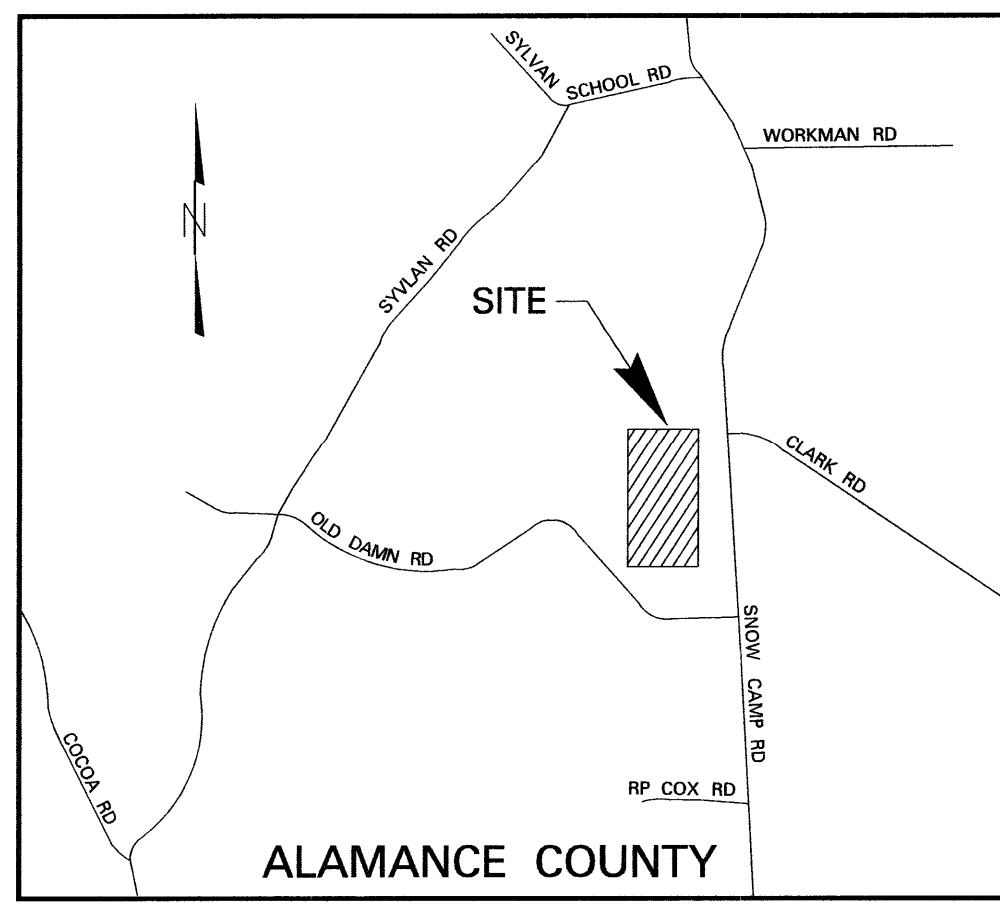 SYLVAN SCHOOL RD
WORKMAN RD
N
SYVLAN RD
SITE
CLARK RD
OLD DAMN RD
SNOW CAMP RD
COCOA RD
RP COX RD
ALAMANCE COUNTY